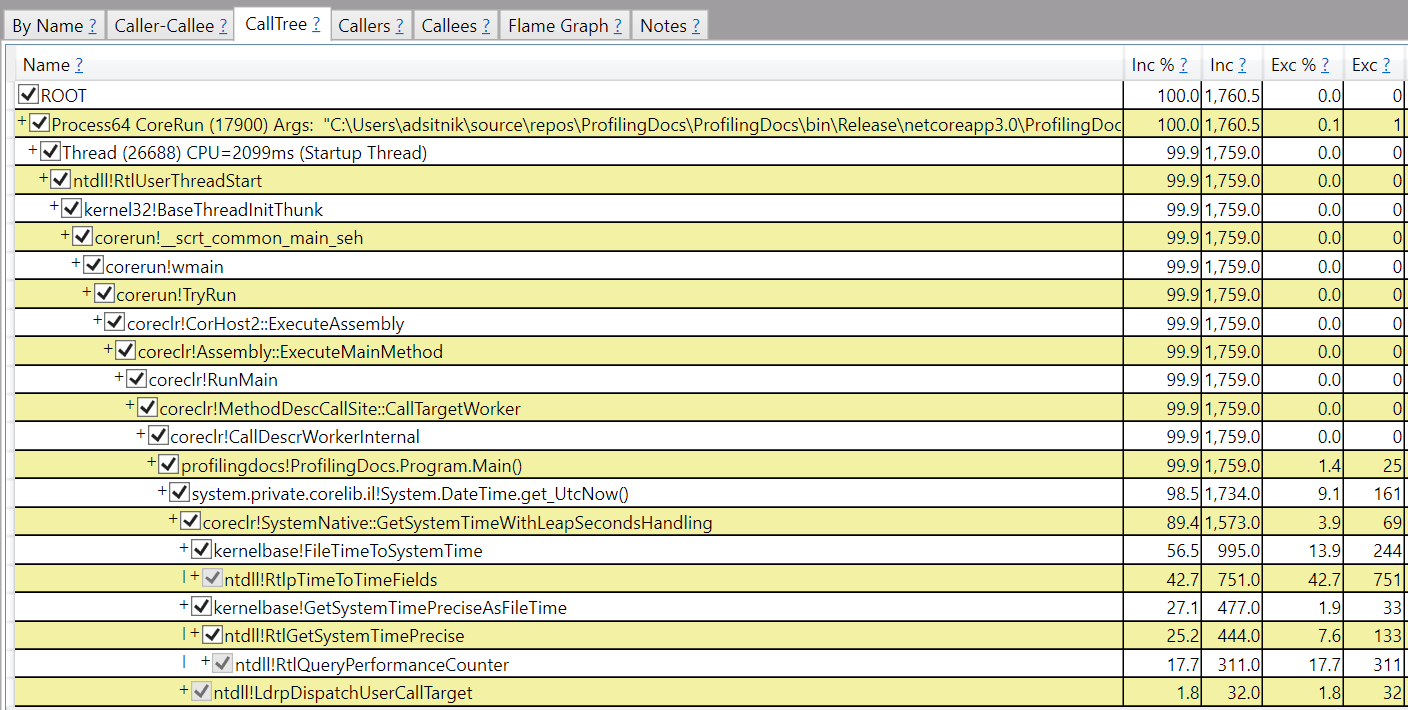 By Name ? Caller-Callee ? CallTree ? Callers ? Callees ? Flame Graph ? Notes ?
Name ? Inc % ? Inc ? Exc % ? Exc ?
ROOT 100.0 1,760.5 0.0 0
+ Process64 CoreRun (17900) Args: "C:\Users\adsitnik\source\repos\ProfilingDocs\ProfilingDocs\bin\Release\netcoreapp3.0\ProfilingDoc 100.0 1,760.5 0.1 1
+ Thread (26688) CPU=2099ms (Startup Thread) 99.9 1,759.0 0.0 0
+ ntdll!RtlUserThreadStart 99.9 1,759.0 0.0 0
+ kernel32!BaseThreadInitThunk 99.9 1,759.0 0.0 0
+ corerun!__scrt_common_main_seh 99.9 1,759.0 0.0 0
+ corerun!wmain 99.9 1,759.0 0.0 0
+ corerun!TryRun 99.9 1,759.0 0.0 0
+ coreclr!CorHost2::ExecuteAssembly 99.9 1,759.0 0.0 0
+ coreclr!Assembly::ExecuteMainMethod 99.9 1,759.0 0.0 0
+ coreclr!RunMain 99.9 1,759.0 0.0 0
+ coreclr!MethodDescCallSite::CallTargetWorker 99.9 1,759.0 0.0 0
+ coreclr!CallDescrWorkerInternal 99.9 1,759.0 0.0 0
+ profilingdocs!ProfilingDocs.Program.Main() 99.9 1,759.0 1.4 25
+ system.private.corelib.il!System.DateTime.get_UtcNow() 98.5 1,734.0 9.1 161
+ coreclr!SystemNative::GetSystemTimeWithLeapSecondsHandling 89.4 1,573.0 3.9 69
+ kernelbase!FileTimeToSystemTime 56.5 995.0 13.9 244
| + ntdll!RtlpTimeToTimeFields 42.7 751.0 42.7 751
+ kernelbase!GetSystemTimePreciseAsFileTime 27.1 477.0 1.9 33
| + ntdll!RtlGetSystemTimePrecise 25.2 444.0 7.6 133
| + ntdll!RtlQueryPerformanceCounter 17.7 311.0 17.7 311
+ ntdll!LdrpDispatchUserCallTarget 1.8 32.0 1.8 32